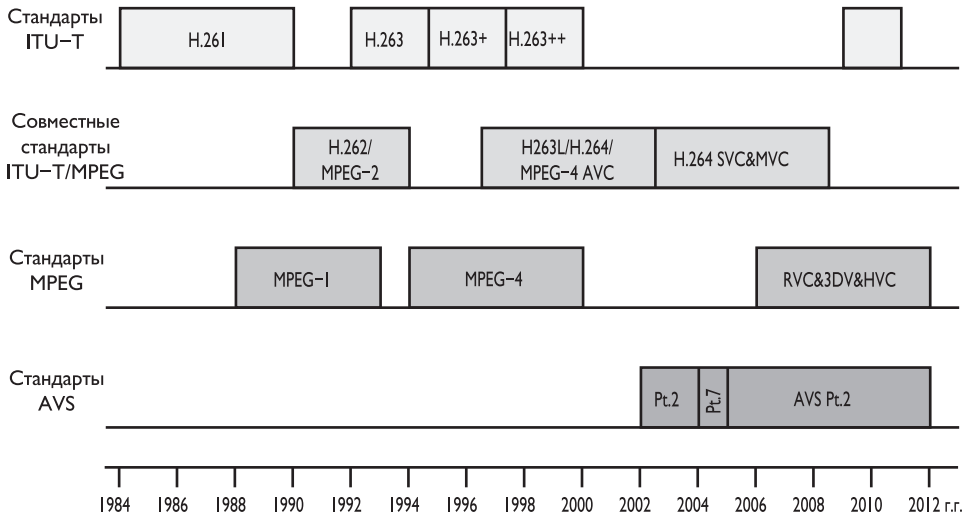 Стандарты
ITU-T
H.261
H.263
H.263+
H.263++
Совместные
стандарты
ITU-T/MPEG
H.262/
MPEG-2
H263L/H.264/
MPEG-4 AVC
H.264 SVC&MVC
Стандарты
MPEG
MPEG-1
MPEG-4
RVC&3DV&HVC
Стандарты
AVS
Pt.2
Pt.7
AVS Pt.2
1984 1986 1988 1990 1992 1994 1996 1998 2000 2002 2004 2006 2008 2010 2012 г.г.